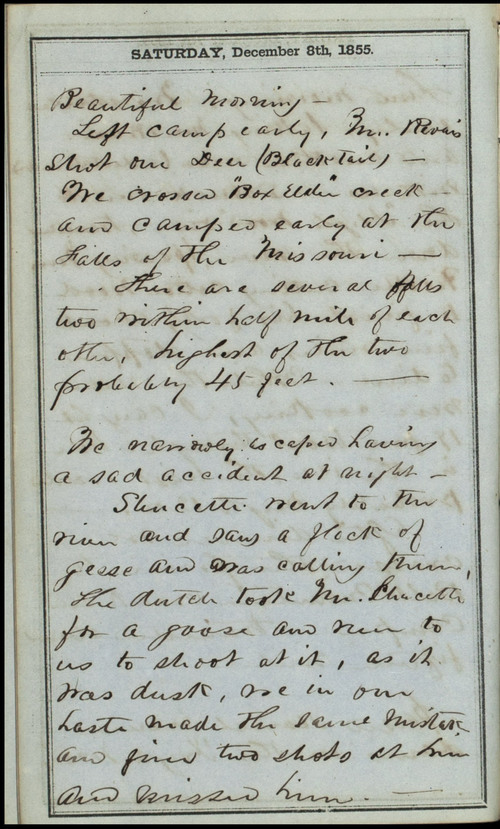 SATURDAY, December 8th, 1855.
Beautiful Morning —
Left camp early, Mr. Revais
shot one Deer (Black tail) —
We crossed "Box Elder" creek —
and camped early at the
Falls of the Missouri —
There are several falls
two within half mile of each
other, highest of the two
probably 45 feet. —
We narrowly escaped having
a sad accident at night —
went to the
river and saw a flock of
geese and was calling them,
the dutch took Mr.
for a goose and run to
us to shoot at it, as it
was dusk, we in our
haste made the same mistake
and fired two shots at him
and missed him. —